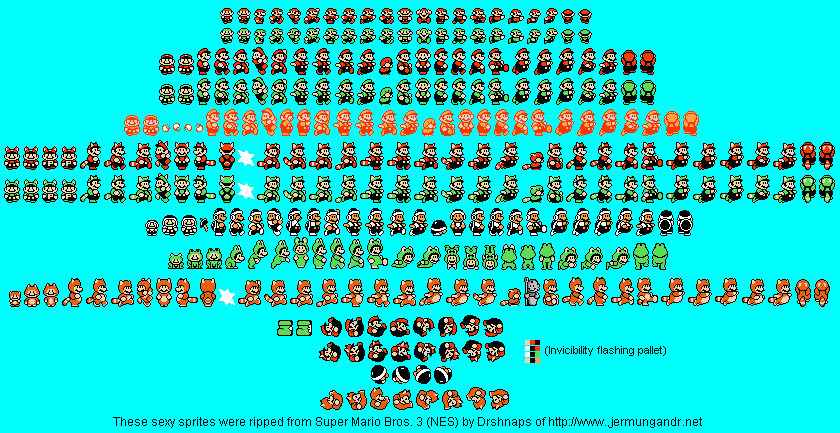 (Invicibility flashing pallet)
These sexy sprites were ripped from Super Mario Bros. 3 (NES) by Drshnaps of http://www.jermungandr.net